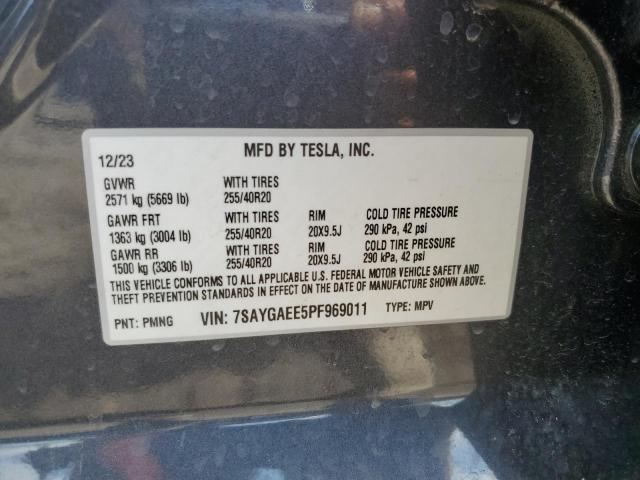 MFD BY TESLA, INC.
12/23
GVWR WITH TIRES
2571 kg (5669 lb) 255/40R20
GAWR FRT WITH TIRES RIM COLD TIRE PRESSURE
1363 kg (3004 lb) 255/40R20 20X9.5J 290 kPa, 42 psi
GAWR RR WITH TIRES RIM COLD TIRE PRESSURE
1500 kg (3306 lb) 255/40R20 20X9.5J 290 kPa, 42 psi
THIS VEHICLE CONFORMS TO ALL APPLICABLE U.S. FEDERAL MOTOR VEHICLE SAFETY AND
THEFT PREVENTION STANDARDS IN EFFECT ON THE DATE OF MANUFACTURE SHOWN ABOVE.
PNT: PMNG VIN: 7SAYGAEE5PF969011 TYPE: MPV